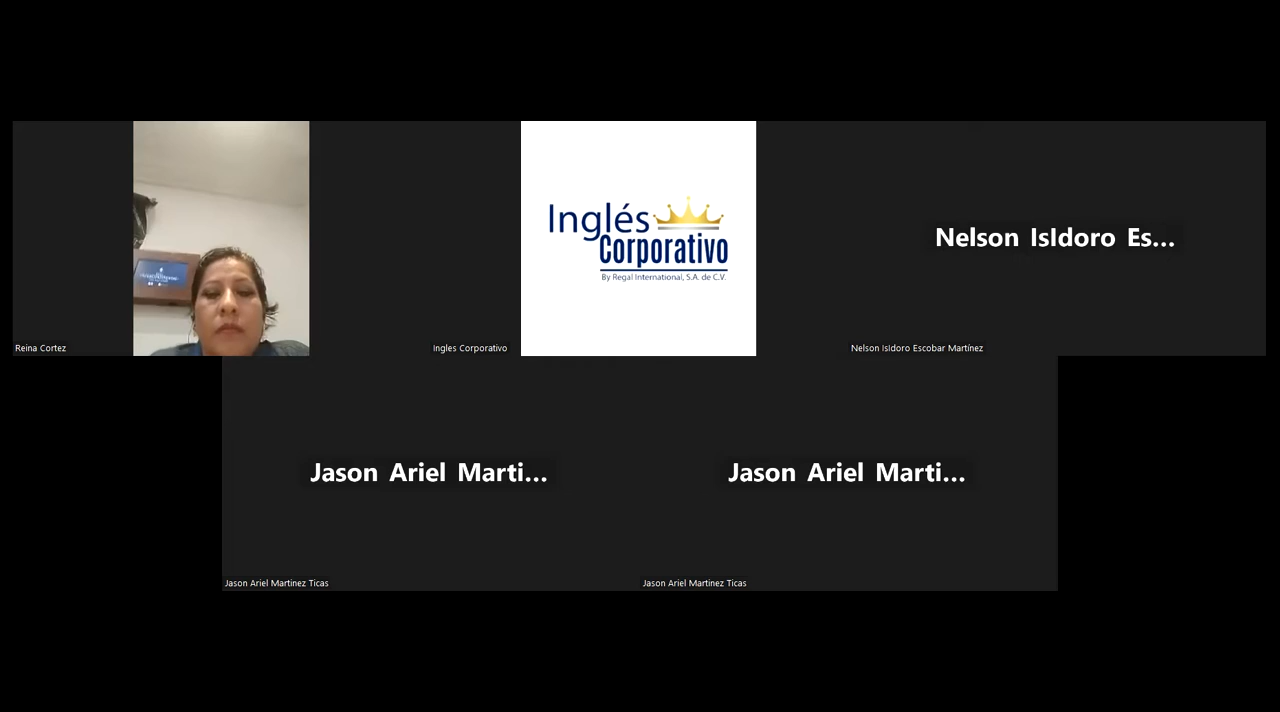 Reina Cortez
Inglés
Corporativo
By Regal International, S.A. de C.V.
Ingles Corporativo
Nelson IsIdoro Es...
Nelson IsIdoro Escobar Martínez
Jason Ariel Marti...
Jason Ariel Martinez Ticas
Jason Ariel Marti...
Jason Ariel Martinez Ticas